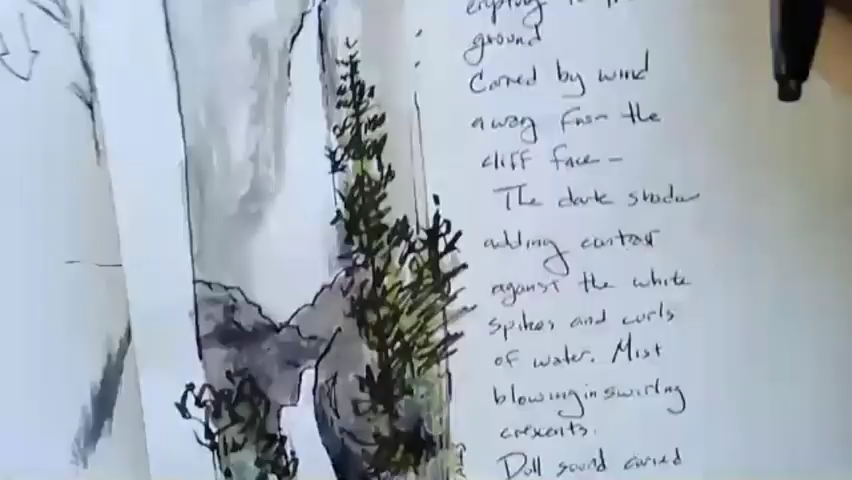 ground
Carried by wind
away from the
cliff face -
The dark shadow
adding contrast
against the white
spikes and curls
of water. Mist
blowing in swirling
crescents.
Dull sound carried